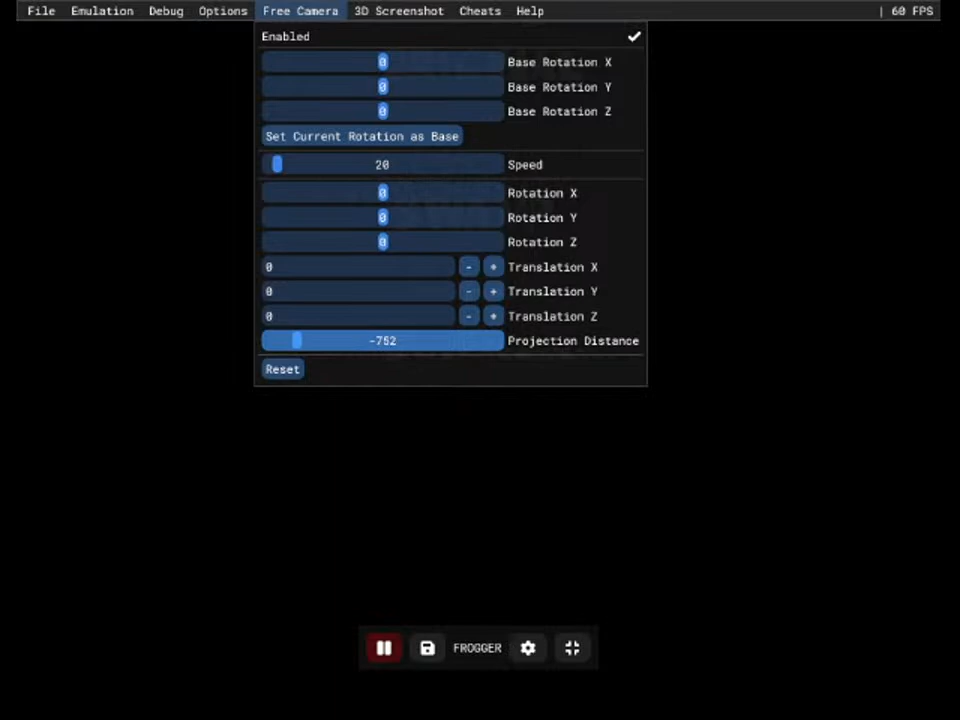 File Emulation Debug Options Free Camera 3D Screenshot Cheats Help | 60 FPS
Enabled
0 Base Rotation X
0 Base Rotation Y
0 Base Rotation Z
Set Current Rotation as Base
20 Speed
0 Rotation X
0 Rotation Y
0 Rotation Z
0 - + Translation X
0 - + Translation Y
0 - + Translation Z
-752 Projection Distance
Reset
FROGGER